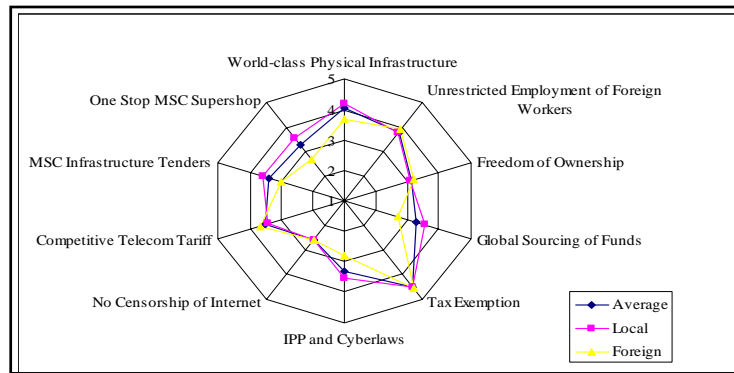 World-class Physical Infrastructure
5
One Stop MSC Supershop
Unrestricted Employment of Foreign
Workers
4
3
MSC Infrastructure Tenders
Freedom of Ownership
2
1
Competitive Telecom Tariff
Global Sourcing of Funds
No Censorship of Internet
Tax Exemption
IPP and Cyberlaws
Average
Local
Foreign